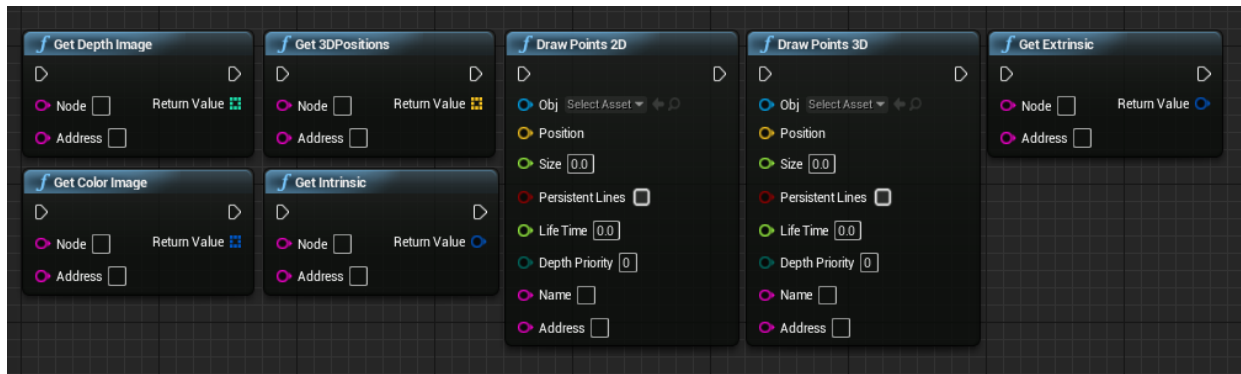 Get Depth Image
Node
Return Value
Address
Get Color Image
Node
Return Value
Address
Get 3DPositions
Node
Return Value
Address
Get Intrinsic
Node
Return Value
Address
Draw Points 2D
Obj Select Asset
Position
Size 0.0
Persistent Lines
Life Time 0.0
Depth Priority 0
Name
Address
Draw Points 3D
Obj Select Asset
Position
Size 0.0
Persistent Lines
Life Time 0.0
Depth Priority 0
Name
Address
Get Extrinsic
Node
Return Value
Address